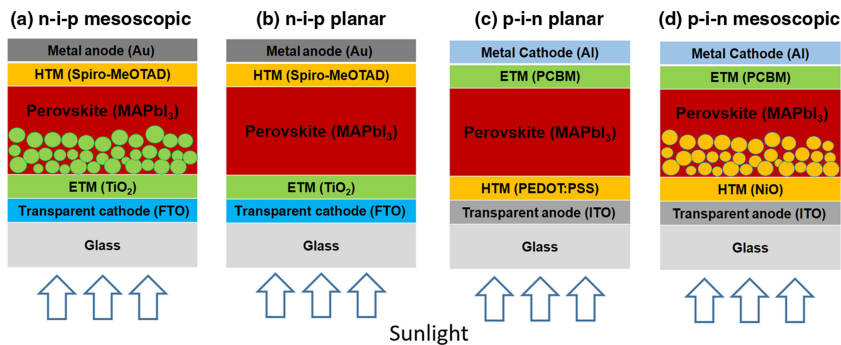 (a) n-i-p mesoscopic
Metal anode (Au)
HTM (Spiro-MeOTAD)
Perovskite (MAPbI₃)
ETM (TiO₂)
Transparent cathode (FTO)
Glass
(b) n-i-p planar
Metal anode (Au)
HTM (Spiro-MeOTAD)
Perovskite (MAPbI₃)
ETM (TiO₂)
Transparent cathode (FTO)
Glass
(c) p-i-n planar
Metal Cathode (Al)
ETM (PCBM)
Perovskite (MAPbI₃)
HTM (PEDOT:PSS)
Transparent anode (ITO)
Glass
(d) p-i-n mesoscopic
Metal Cathode (Al)
ETM (PCBM)
Perovskite (MAPbI₃)
HTM (NiO)
Transparent anode (ITO)
Glass
Sunlight